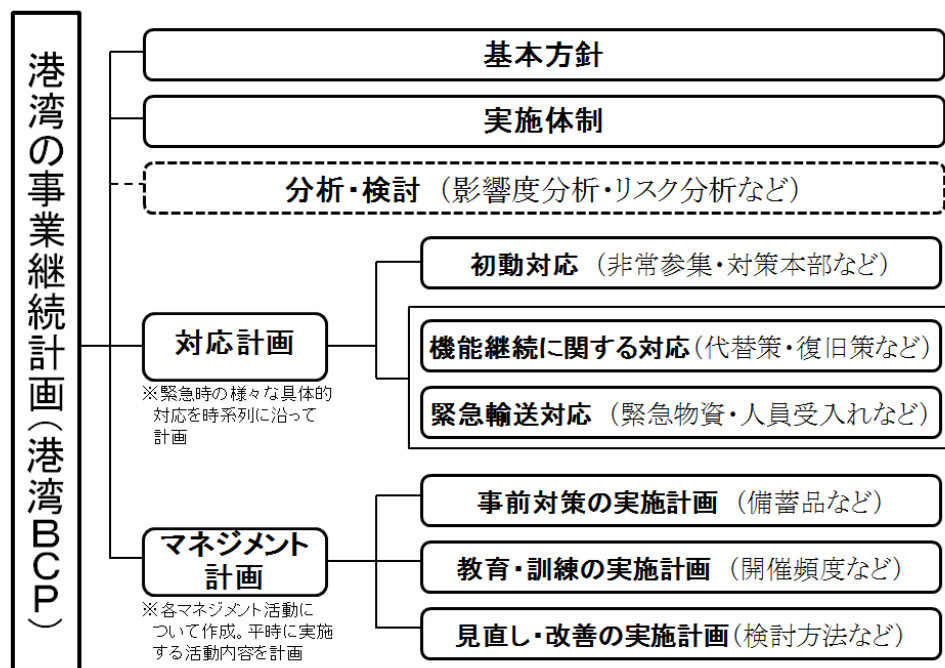 港湾の事業継続計画(港湾BCP)
基本方針
実施体制
分析・検討 (影響度分析・リスク分析など)
対応計画
※緊急時の様々な具体的
対応を時系列に沿って
計画
初動対応 (非常参集・対策本部など)
機能継続に関する対応(代替策・復旧策など)
緊急輸送対応 (緊急物資・人員受入れなど)
マネジメント
計画
※各マネジメント活動に
ついて作成。平時に実施
する活動内容を計画
事前対策の実施計画 (備蓄品など)
教育・訓練の実施計画 (開催頻度など)
見直し・改善の実施計画(検討方法など)